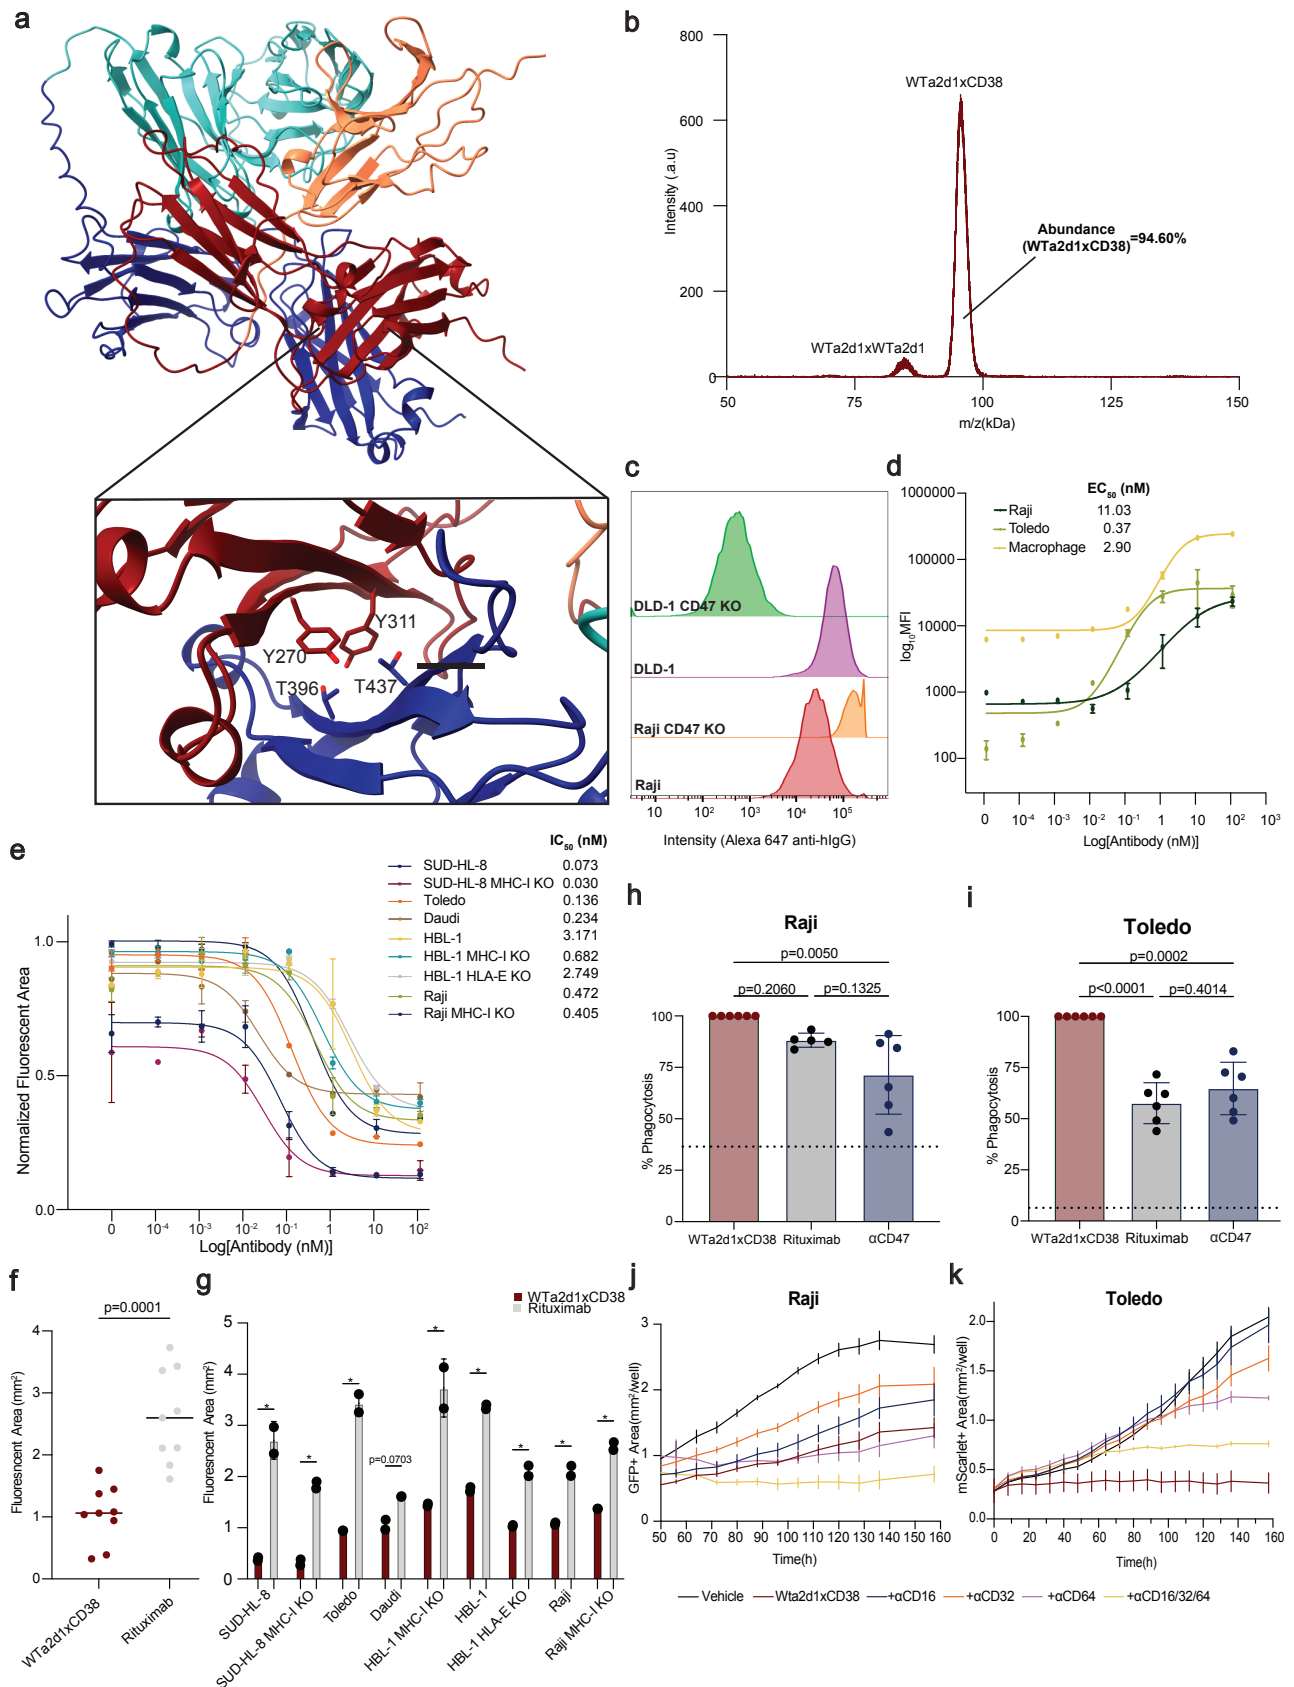 a
Y270
Y311
T396
T437
b
800
600
400
200
0
Intensity (.a.u)
WTa2d1xCD38
Abundance
(WTa2d1xCD38)=94.60%
WTa2d1xWTa2d1
50 75 100 125 150
m/z(kDa)
c
DLD-1 CD47 KO
DLD-1
Raji CD47 KO
Raji
10 10² 10³ 10⁴ 10⁵
Intensity (Alexa 647 anti-hIgG)
d
EC₅₀ (nM)
Raji 11.03
Toledo 0.37
Macrophage 2.90
1000000
100000
10000
1000
100
log₁₀MFI
0 10⁻⁴ 10⁻³ 10⁻² 10⁻¹ 1 10 10² 10³
Log[Antibody (nM)]
e
IC₅₀ (nM)
SUD-HL-8 0.073
SUD-HL-8 MHC-I KO 0.030
Toledo 0.136
Daudi 0.234
HBL-1 3.171
HBL-1 MHC-I KO 0.682
HBL-1 HLA-E KO 2.749
Raji 0.472
Raji MHC-I KO 0.405
1.0
0.5
0.0
Normalized Fluorescent Area
0 10⁻⁴ 10⁻³ 10⁻² 10⁻¹ 1 10 10²
Log[Antibody (nM)]
h
Raji
p=0.0050
p=0.2060
p=0.1325
100
75
50
25
0
% Phagocytosis
WTa2d1xCD38 Rituximab αCD47
i
Toledo
p=0.0002
p<0.0001
p=0.4014
100
75
50
25
0
% Phagocytosis
WTa2d1xCD38 Rituximab αCD47
f
p=0.0001
4
3
2
1
0
Fluoresncent Area (mm²)
WTa2d1xCD38
Rituximab
g
WTa2d1xCD38
Rituximab
5
4
3
2
1
0
Fluoresncent Area (mm²)
*
*
*
p=0.0703
*
*
*
*
*
SUD-HL-8
SUD-HL-8 MHC-I KO
Toledo
Daudi
HBL-1 MHC-I KO
HBL-1
HBL-1 HLA-E KO
Raji
Raji MHC-I KO
j
Raji
3
2
1
0
GFP+ Area(mm²/well)
50 60 70 80 90 100 110 120 130 140 150 160
Time(h)
k
Toledo
2.0
1.5
1.0
0.5
0.0
mScarlet+ Area(mm²/well)
0 20 40 60 80 100 120 140 160
Time(h)
Vehicle Wta2d1xCD38 +αCD16 +αCD32 +αCD64 +αCD16/32/64